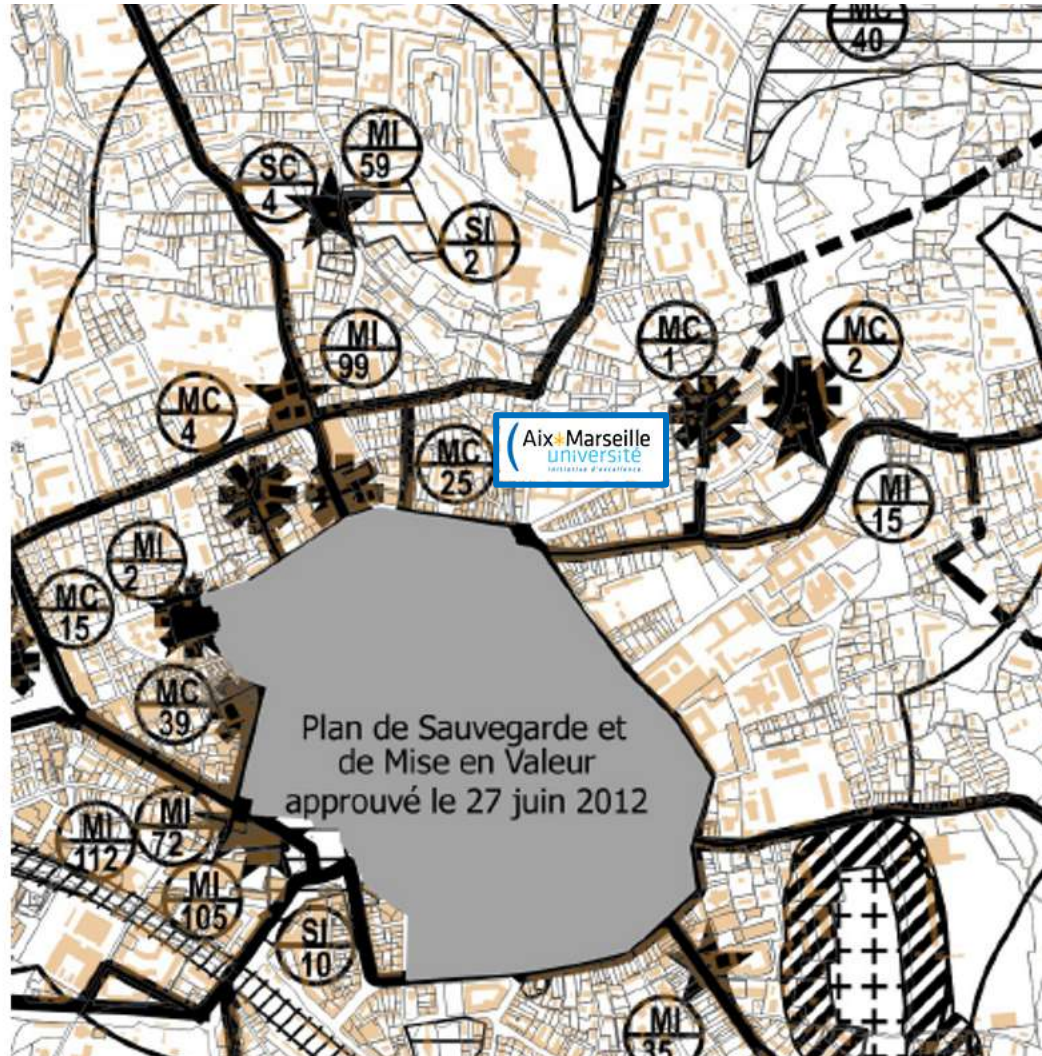 MC
40
MI
59
SC
4
SI
2
MI
99
MC
1
MC
2
MC
4
MC
25
Aix*Marseille
université
Initiative d'excellence
MI
15
MI
2
MC
15
MC
39
Plan de Sauvegarde et
de Mise en Valeur
approuvé le 27 juin 2012
MI
72
MI
112
MI
105
SI
10
MI
35